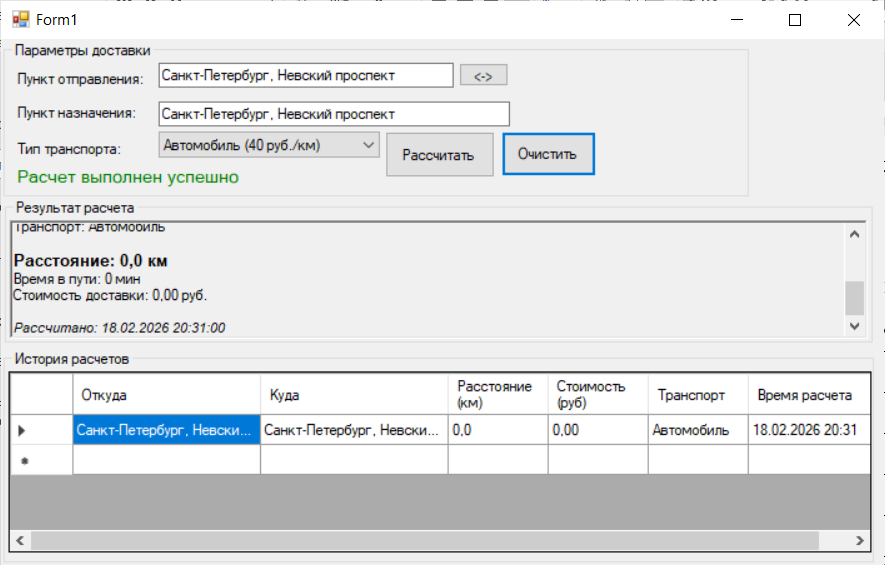 Form1
Параметры доставки
Пункт отправления: Санкт-Петербург, Невский проспект <->
Пункт назначения: Санкт-Петербург, Невский проспект
Тип транспорта: Автомобиль (40 руб./км) Рассчитать Очистить
Расчет выполнен успешно
Результат расчета
Транспорт: Автомобиль
Расстояние: 0,0 км
Время в пути: 0 мин
Стоимость доставки: 0,00 руб.
Рассчитано: 18.02.2026 20:31:00
История расчетов
Откуда Куда Расстояние (км) Стоимость (руб) Транспорт Время расчета
Санкт-Петербург, Невски... Санкт-Петербург, Невски... 0,0 0,00 Автомобиль 18.02.2026 20:31